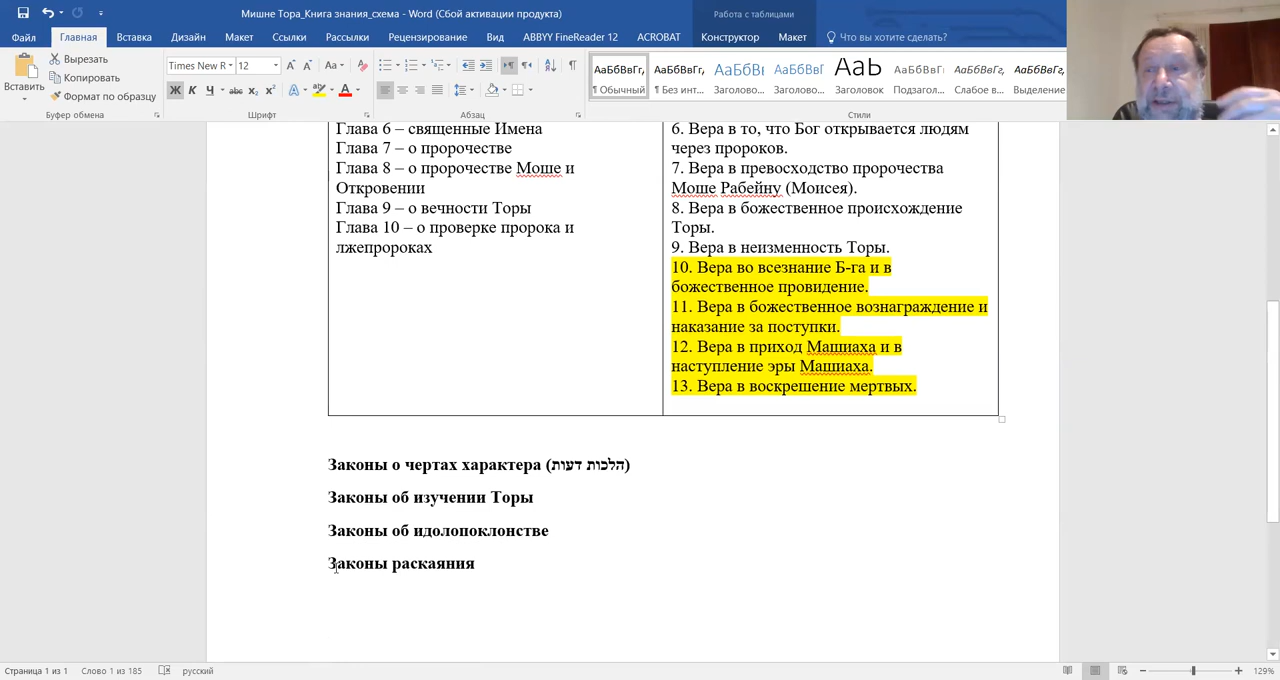 Мишне Тора_Книга знания_схема - Word (Сбой активации продукта)
Работа с таблицами
Файл
Главная
Вставка
Дизайн
Макет
Ссылки
Рассылки
Рецензирование
Вид
ABBYY FineReader 12
ACROBAT
Конструктор
Макет
Что вы хотите сделать?
Вставить
Вырезать
Копировать
Формат по образцу
Буфер обмена
Times New R
12
Шрифт
Абзац
АаБбВвГг,
¶ Обычный
АаБбВвГг,
¶ Без инт...
АаБбВı
Заголово...
АаБбВвГ
Заголово...
АаЬ
Заголовок
АаБбВвГг
Подзагол...
АаБбВвГг,
Слабое в...
АаБбВвГг,
Выделение
Стили
Глава 6 – священные Имена
Глава 7 – о пророчестве
Глава 8 – о пророчестве Моше и
Откровении
Глава 9 – о вечности Торы
Глава 10 – о проверке пророка и
лжепророках
6. Вера в то, что Бог открывается людям
через пророков.
7. Вера в превосходство пророчества
Моше Рабейну (Моисея).
8. Вера в божественное происхождение
Торы.
9. Вера в неизменность Торы.
10. Вера во всезнание Б-га и в
божественное провидение.
11. Вера в божественное вознаграждение и
наказание за поступки.
12. Вера в приход Машиаха и в
наступление эры Машиаха.
13. Вера в воскрешение мертвых.
Законы о чертах характера (הלכות דעות)
Законы об изучении Торы
Законы об идолопоклонстве
Законы раскаяния
Страница 1 из 1
Слово 1 из 185
русский
129%